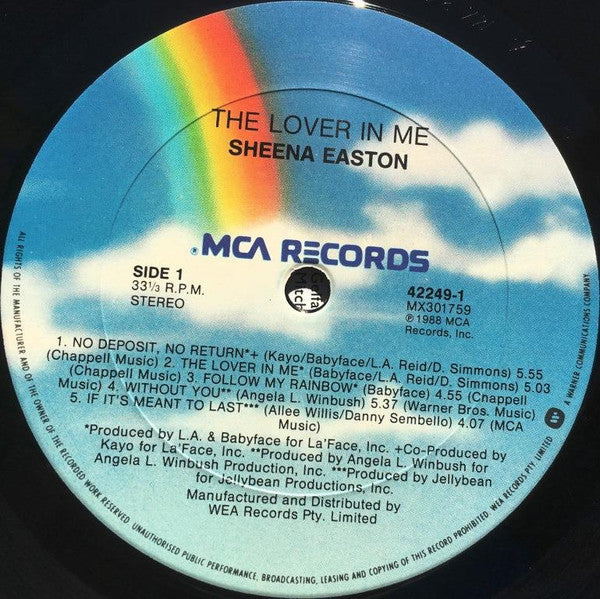 THE LOVER IN ME
SHEENA EASTON
MCA RECORDS
SIDE 1
33⅓ R.P.M.
STEREO
42249-1
MX301759
℗ 1988 MCA
Records, Inc.
1. NO DEPOSIT, NO RETURN*+ (Kayo/Babyface/L.A. Reid/D. Simmons) 5.55
(Chappell Music) 2. THE LOVER IN ME* (Babyface/L.A. Reid/D. Simmons) 5.03
(Chappell Music) 3. FOLLOW MY RAINBOW* (Babyface) 4.55 (Chappell
Music) 4. WITHOUT YOU** (Angela L. Winbush) 5.37 (Warner Bros. Music)
5. IF IT'S MEANT TO LAST*** (Allee Willis/Danny Sembello) 4.07 (MCA
Music)
*Produced by L.A. & Babyface for La'Face, Inc. +Co-Produced by
Kayo for La'Face, Inc. **Produced by Angela L. Winbush for
Angela L. Winbush Production, Inc. ***Produced by Jellybean
for Jellybean Productions, Inc.
Manufactured and Distributed by
WEA Records Pty. Limited
ALL RIGHTS OF THE MANUFACTURER AND OF THE OWNER OF THE RECORDED WORK RESERVED. UNAUTHORISED PUBLIC PERFORMANCE, BROADCASTING, LEASING AND COPYING OF THIS RECORD PROHIBITED. WEA RECORDS PTY. LIMITED
A WARNER COMMUNICATIONS COMPANY